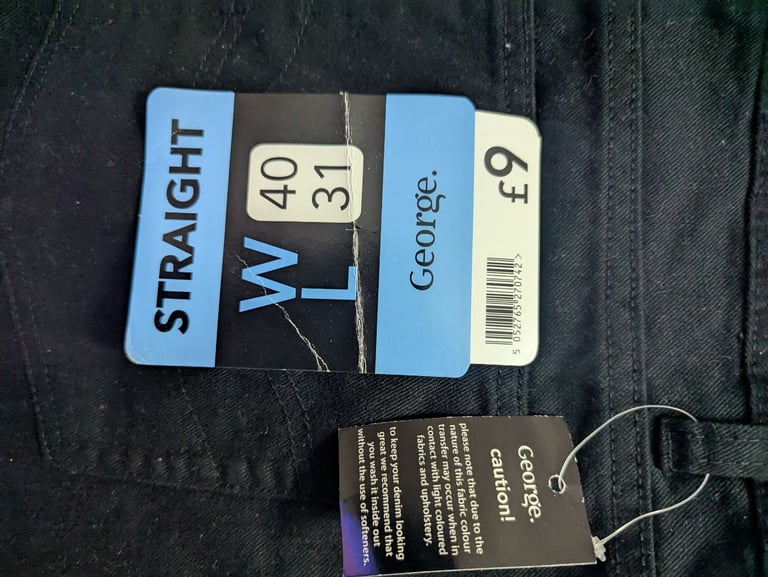 STRAIGHT
W 40
L 31
George.
£9
5 052765 270742 >
George.
caution!
please note that due to the
nature of this fabric colour
transfer may occur when in
contact with light coloured
fabrics and upholstery.
to keep your denim looking
great we recommend that
you wash it inside out
without the use of softeners.